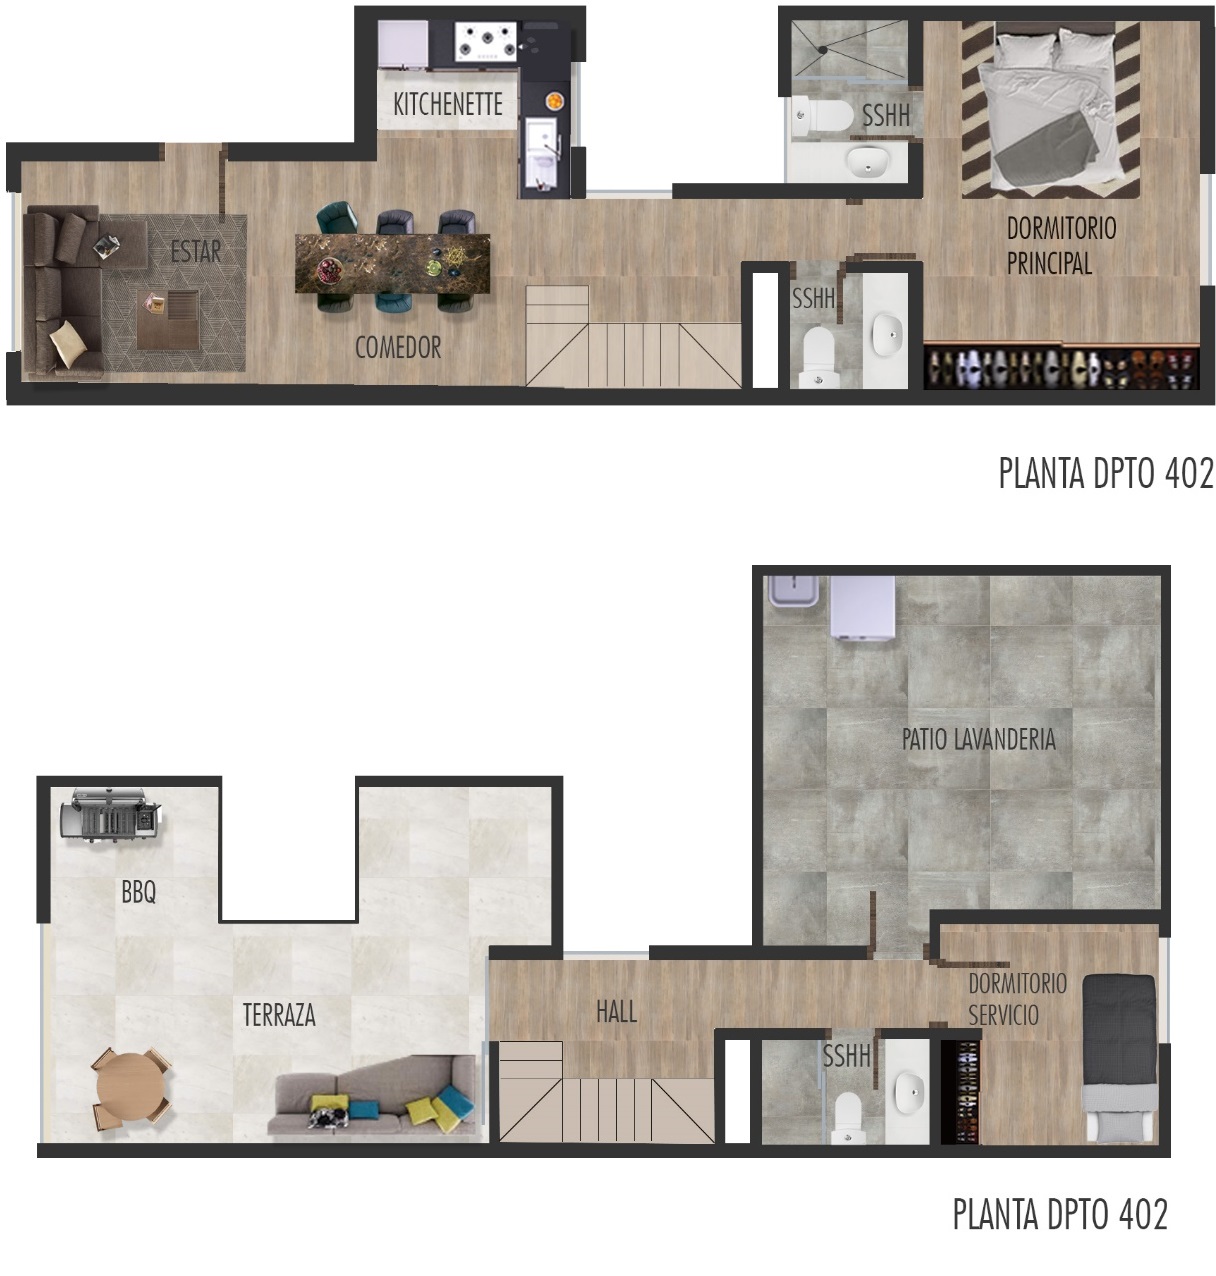 KITCHENETTE
SSHH
ESTAR
DORMITORIO
PRINCIPAL
SSHH
COMEDOR
PLANTA DPTO 402
PATIO LAVANDERIA
BBQ
DORMITORIO
SERVICIO
TERRAZA
HALL
SSHH
PLANTA DPTO 402